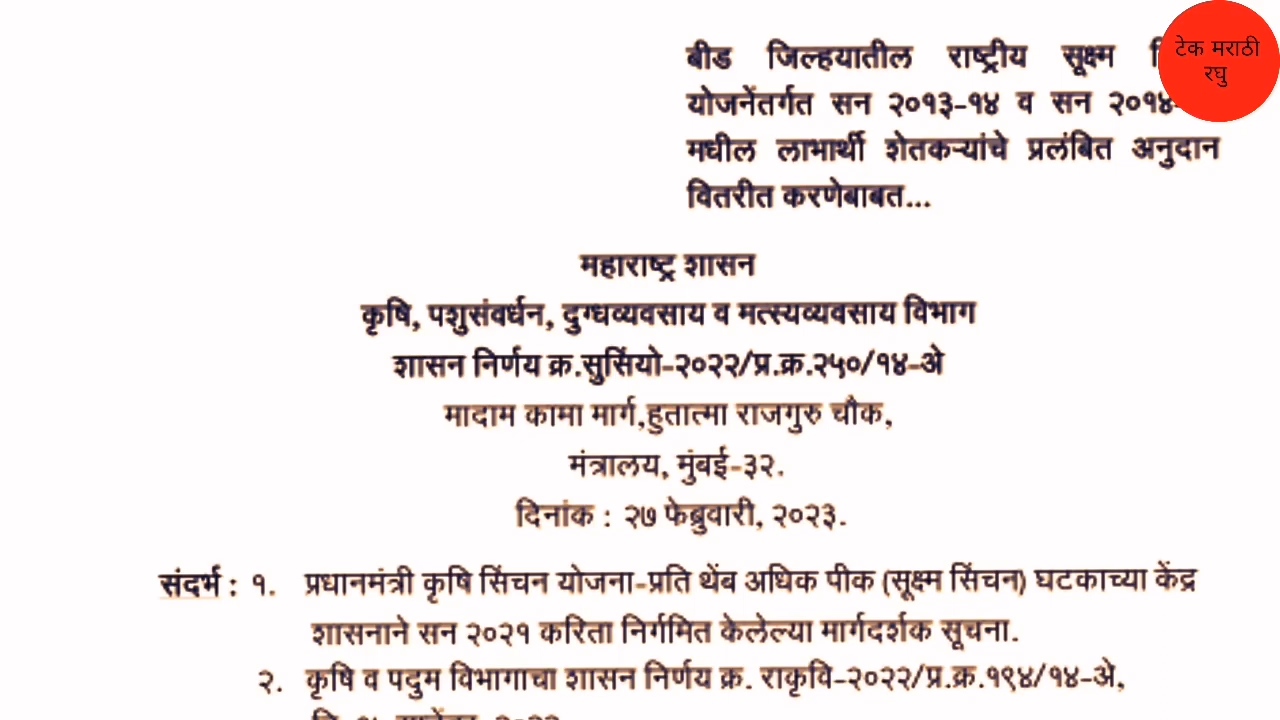 बीड जिल्हयातील राष्ट्रीय सूक्ष्म
टेक मराठी
रघु
योजनेंतर्गत सन २०१३-१४ व सन २०१४-
मधील लाभार्थी शेतकऱ्यांचे प्रलंबित अनुदान
वितरीत करणेबाबत...
महाराष्ट्र शासन
कृषि, पशुसंवर्धन, दुग्धव्यवसाय व मत्स्यव्यवसाय विभाग
शासन निर्णय क्र.सुसिंयो-२०२२/प्र.क्र.२५०/१४-अे
मादाम कामा मार्ग,हुतात्मा राजगुरु चौक,
मंत्रालय, मुंबई-३२.
दिनांक : २७ फेब्रुवारी, २०२३.
संदर्भ : १. प्रधानमंत्री कृषि सिंचन योजना-प्रति थेंब अधिक पीक (सूक्ष्म सिंचन) घटकाच्या केंद्र
शासनाने सन २०२१ करिता निर्गमित केलेल्या मार्गदर्शक सूचना.
२. कृषि व पदुम विभागाचा शासन निर्णय क्र. राकृवि-२०२२/प्र.क्र.१९४/१४-अे,